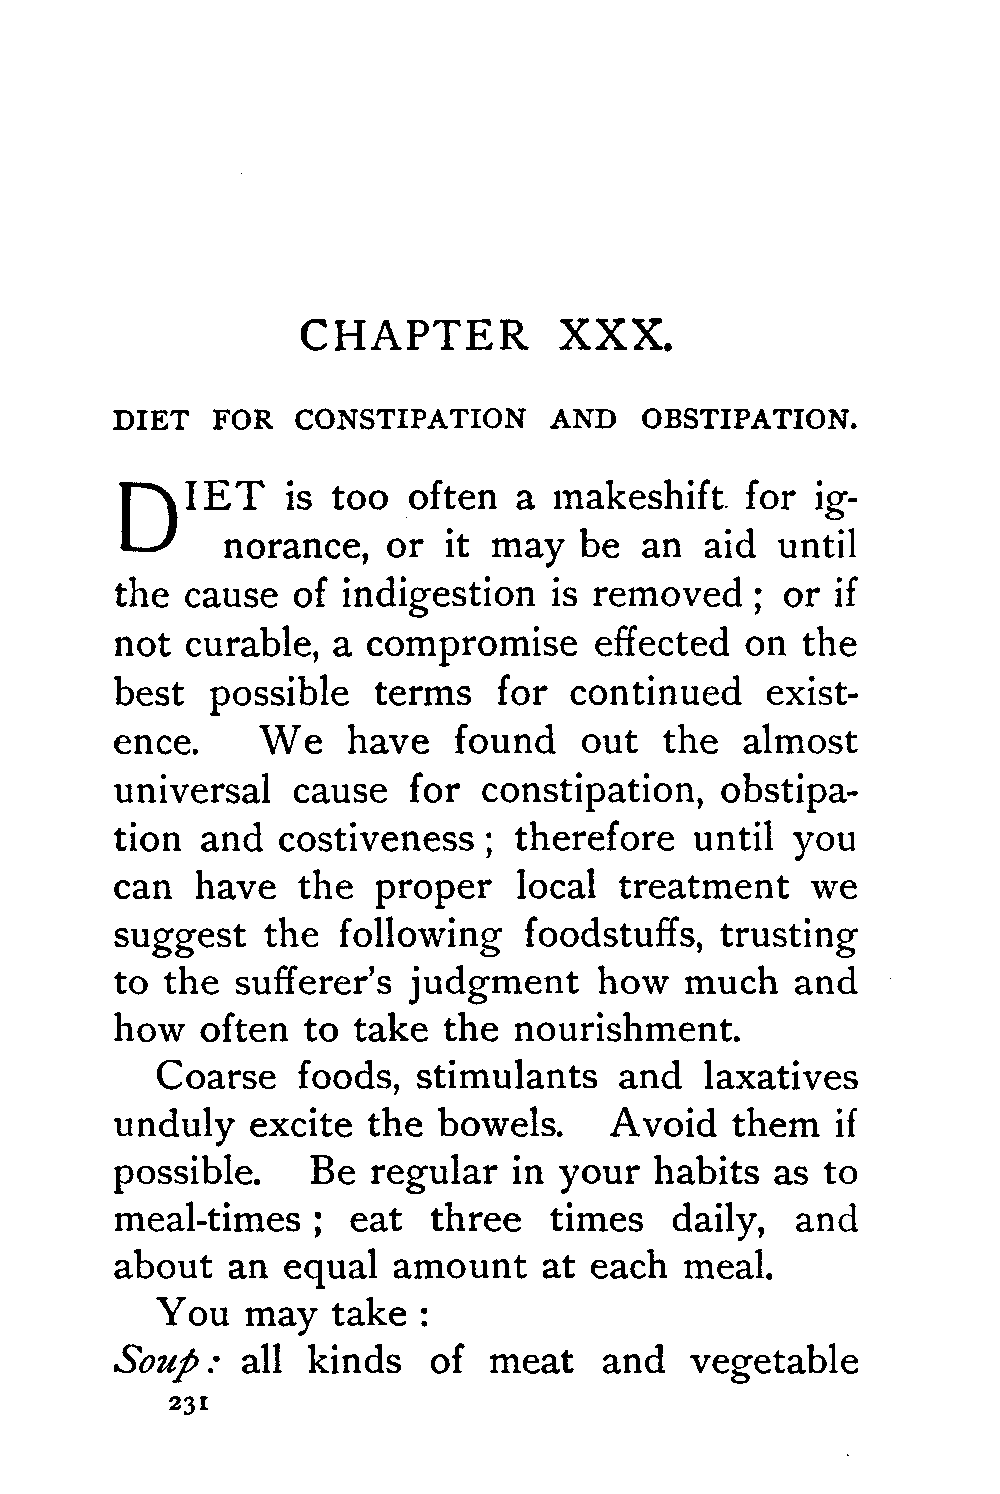 CHAPTER XXX.
DIET FOR CONSTIPATION AND OBSTIPATION.
DIET is too often a makeshift for ig-
norance, or it may be an aid until
the cause of indigestion is removed ; or if
not curable, a compromise effected on the
best possible terms for continued exist-
ence. We have found out the almost
universal cause for constipation, obstipa-
tion and costiveness ; therefore until you
can have the proper local treatment we
suggest the following foodstuffs, trusting
to the sufferer's judgment how much and
how often to take the nourishment.
Coarse foods, stimulants and laxatives
unduly excite the bowels. Avoid them if
possible. Be regular in your habits as to
meal-times ; eat three times daily, and
about an equal amount at each meal.
You may take :
Soup : all kinds of meat and vegetable
231